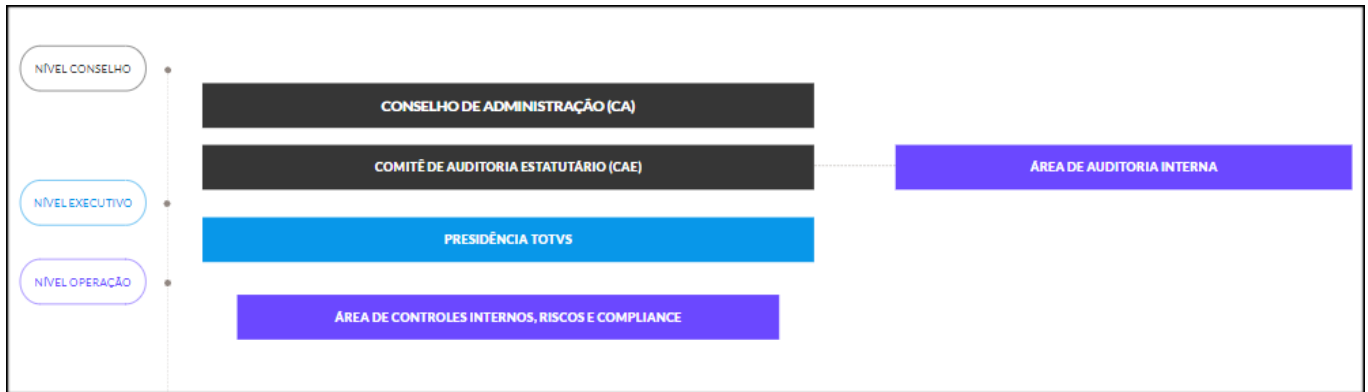 NÍVEL CONSELHO
CONSELHO DE ADMINISTRAÇÃO (CA)
COMITÊ DE AUDITORIA ESTATUTÁRIO (CAE)
ÁREA DE AUDITORIA INTERNA
NÍVEL EXECUTIVO
PRESIDÊNCIA TOTVS
NÍVEL OPERAÇÃO
ÁREA DE CONTROLES INTERNOS, RISCOS E COMPLIANCE